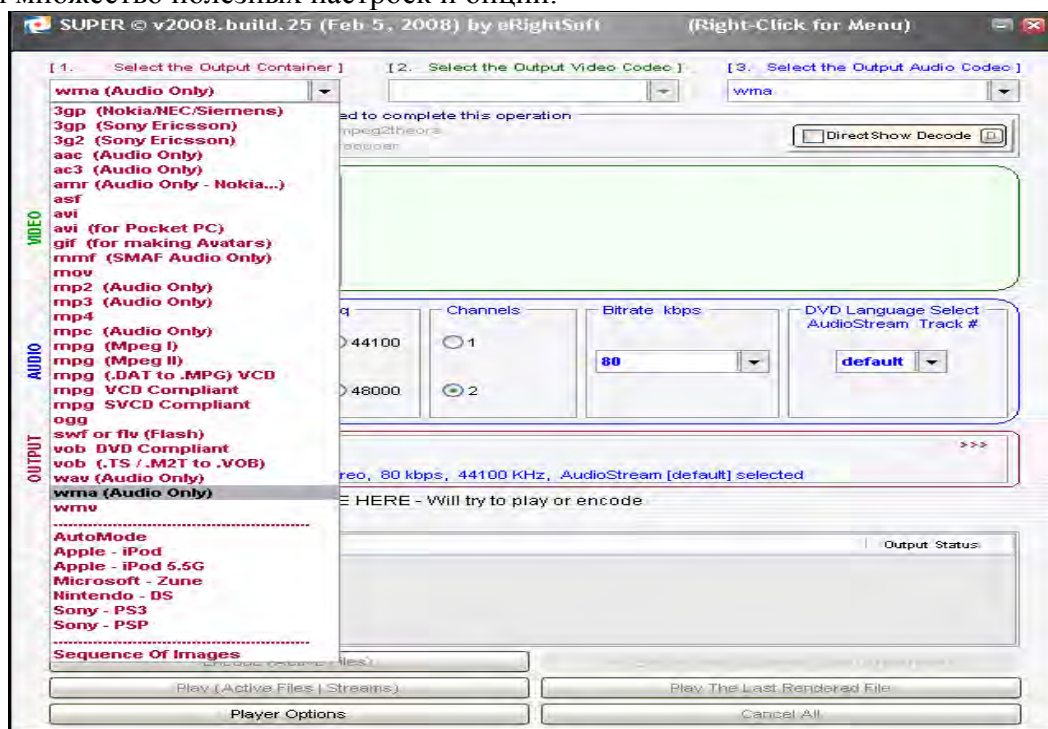 множество полезных настроек и опций.
SUPER © v2008.build.25 (Feb 5, 2008) by eRightSoft (Right-Click for Menu)
[ 1. Select the Output Container ] [ 2. Select the Output Video Codec ] [ 3. Select the Output Audio Codec ]
wma (Audio Only) wma
3gp (Nokia/NEC/Siemens)
3gp (Sony Ericsson)
3g2 (Sony Ericsson)
aac (Audio Only)
ac3 (Audio Only)
amr (Audio Only - Nokia...)
asf
avi
avi (for Pocket PC)
gif (for making Avatars)
mmf (SMAF Audio Only)
mov
mp2 (Audio Only)
mp3 (Audio Only)
mp4
mpc (Audio Only)
mpg (Mpeg I)
mpg (Mpeg II)
mpg (.DAT to .MPG) VCD
mpg VCD Compliant
mpg SVCD Compliant
ogg
swf or flv (Flash)
vob DVD Compliant
vob (.TS / .M2T to .VOB)
wav (Audio Only)
wma (Audio Only)
wmv
AutoMode
Apple - iPod
Apple - iPod 5.5G
Microsoft - Zune
Nintendo - DS
Sony - PS3
Sony - PSP
Sequence Of Images
ed to complete this operation
mpeg2theora
DirectShow Decode D
VIDEO
AUDIO
OUTPUT
q Channels Bitrate kbps DVD Language Select
AudioStream Track #
44100 1
80 default
48000 2
>>>
reo, 80 kbps, 44100 KHz, AudioStream [default] selected
E HERE - Will try to play or encode
Output Status
Play (Active Files | Streams) Play The Last Rendered File
Player Options Cancel All